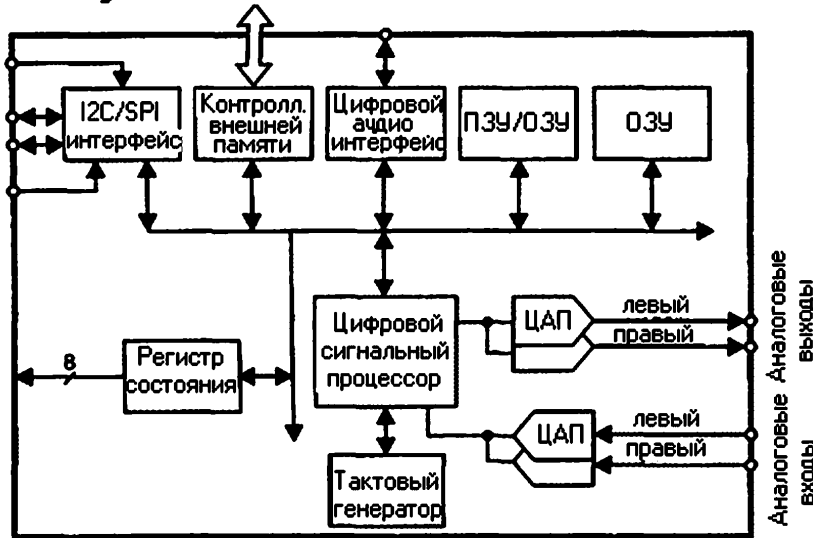 I2C/SPI
интерфейс
Контролл.
внешней
памяти
Цифровой
аудио
интерфейс
ПЗУ/ОЗУ
ОЗУ
Цифровой
сигнальный
процессор
ЦАП
левый
правый
Аналоговые
выходы
8
Регистр
состояния
ЦАП
левый
правый
Аналоговые
входы
Тактовый
генератор